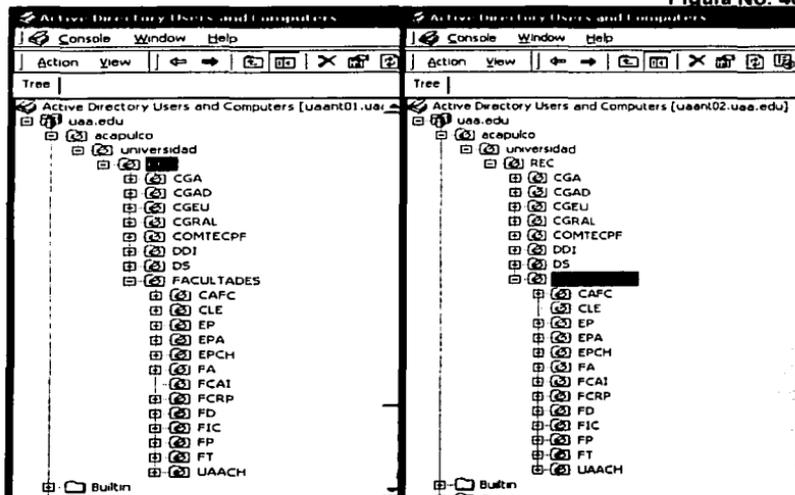 Figura No. 4
Active Directory Users and Computers
Console Window Help
Action View
Tree
Active Directory Users and Computers [uaant01.uac
uaa.edu
acapulco
universidad
CGA
CGAD
CGEU
CGRAL
COMTECPF
DDI
DS
FACULTADES
CAFC
CLE
EP
EPA
EPCH
FA
FCAI
FCRP
FD
FIC
FP
FT
UAACH
Builtin
Active Directory Users and Computers
Console Window Help
Action View
Tree
Active Directory Users and Computers [uaant02.uaa.edu]
uaa.edu
acapulco
universidad
REC
CGA
CGAD
CGEU
CGRAL
COMTECPF
DDI
DS
CAFC
CLE
EP
EPA
EPCH
FA
FCAI
FCRP
FD
FIC
FP
FT
UAACH
Builtin